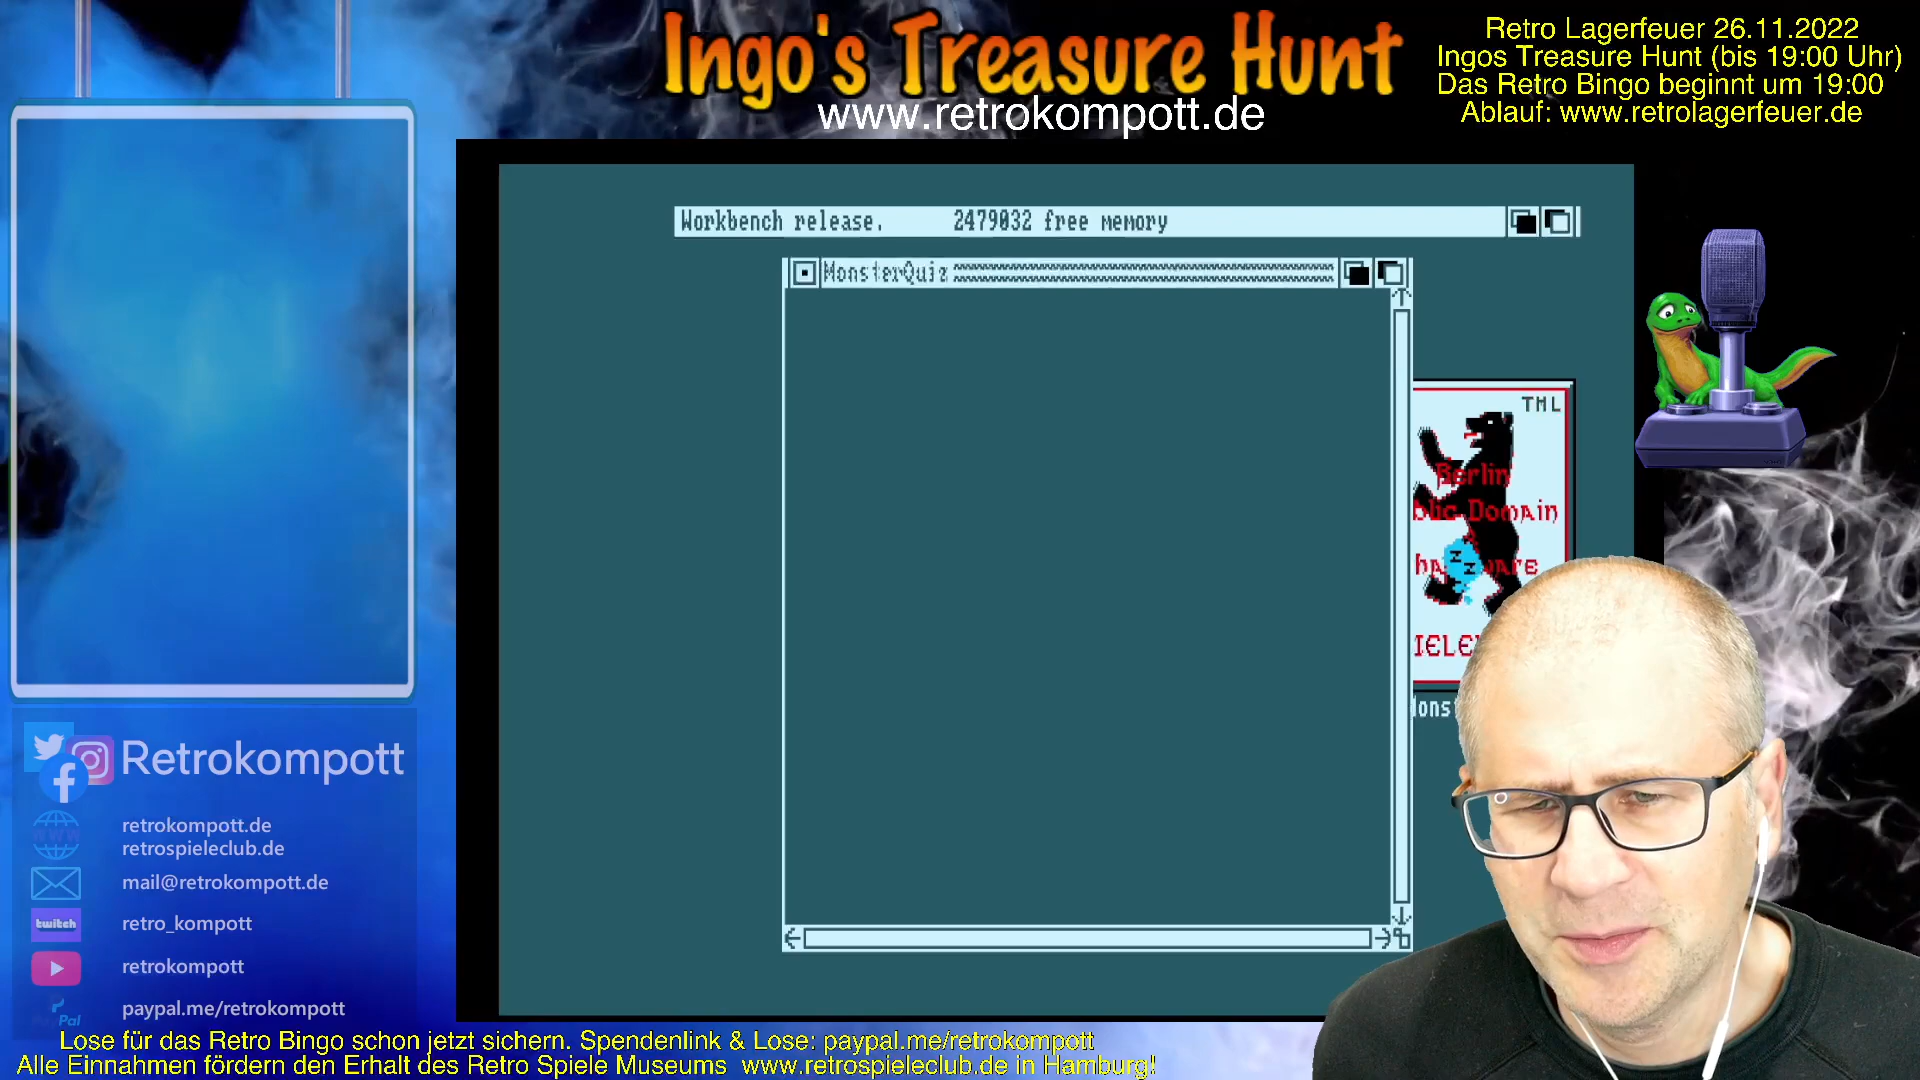 Ingo's Treasure Hunt
www.retrokompott.de
Retro Lagerfeuer 26.11.2022
Ingos Treasure Hunt (bis 19:00 Uhr)
Das Retro Bingo beginnt um 19:00
Ablauf: www.retrolagerfeuer.de
Workbench release. 2479032 free memory
MonsterQuiz
TML
Berlin
Domain
Retrokompott
www
retrokompott.de
retrospieleclub.de
mail@retrokompott.de
twitch
retro_kompott
retrokompott
Pal
paypal.me/retrokompott
Lose für das Retro Bingo schon jetzt sichern. Spendenlink & Lose: paypal.me/retrokompott
Alle Einnahmen fördern den Erhalt des Retro Spiele Museums www.retrospieleclub.de in Hamburg!